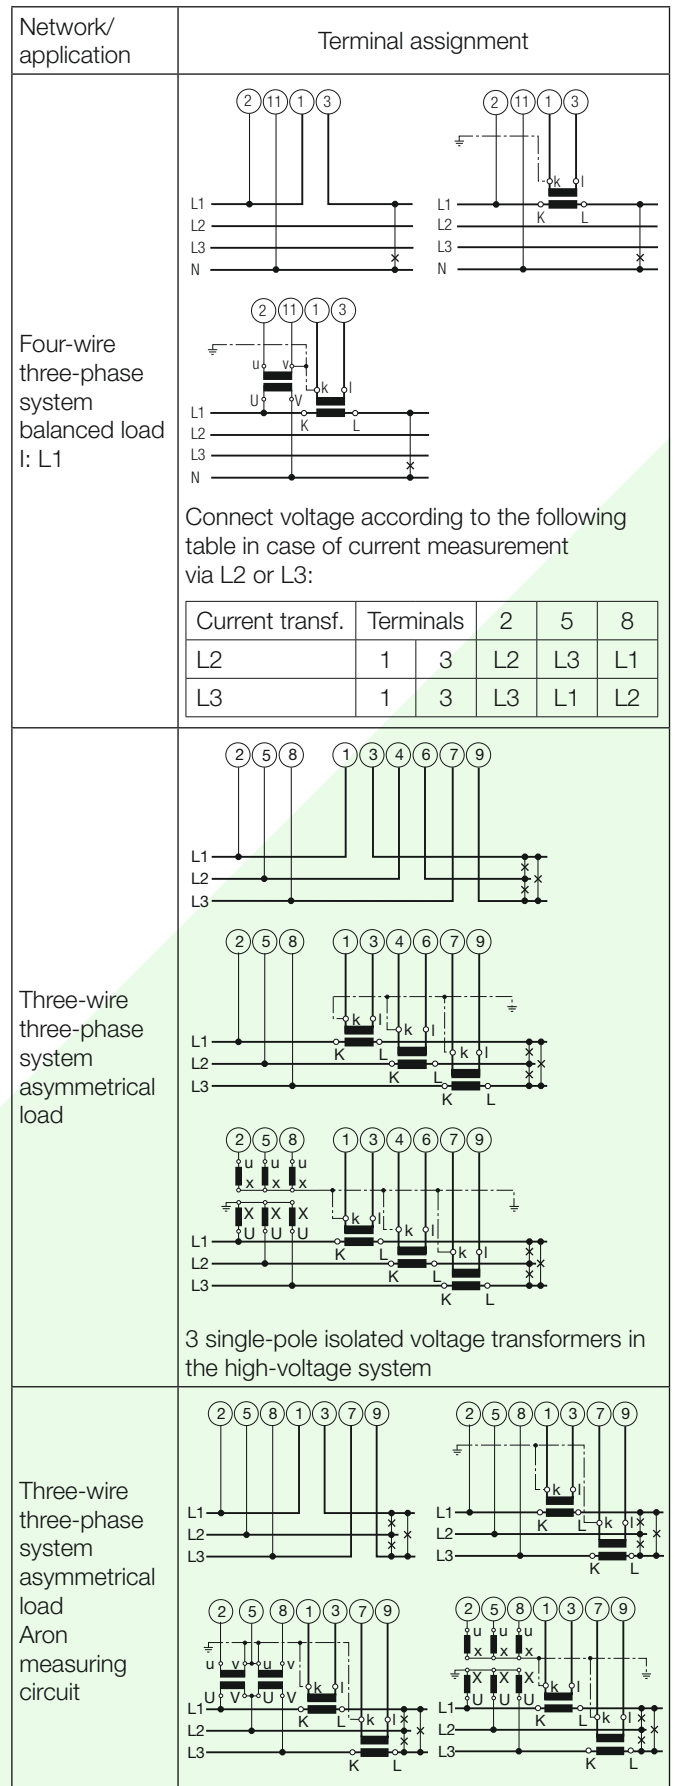 Network/
application
Terminal assignment
Four-wire
three-phase
system
balanced load
I: L1
2 11 1 3
L1
L2
L3
N
2 11 1 3
k l
L1 K L
L2
L3
N
2 11 1 3
u v
k l
U V
L1 K L
L2
L3
N
Connect voltage according to the following
table in case of current measurement
via L2 or L3:
Current transf. Terminals 2 5 8
L2 1 3 L2 L3 L1
L3 1 3 L3 L1 L2
Three-wire
three-phase
system
asymmetrical
load
2 5 8 1 3 4 6 7 9
L1
L2
L3
2 5 8 1 3 4 6 7 9
k l
k l
L1 K L
k l
L2 K L
L3 K L
2 5 8 1 3 4 6 7 9
u u u
x x x
X X X
k l
U U U
k l
L1 K L
k l
L2 K L
L3 K L
3 single-pole isolated voltage transformers in
the high-voltage system
Three-wire
three-phase
system
asymmetrical
load
Aron
measuring
circuit
2 5 8 1 3 7 9
L1
L2
L3
2 5 8 1 3 7 9
k l
L1 K L
k l
L2
L3 K L
2 5 8 1 3 7 9
u v u v
k l
U V U V
L1 K L
k l
L2
L3 K L
2 5 8 1 3 7 9
u u u
x x x
X X X
k l
U U U
L1 K L
k l
L2
L3 K L